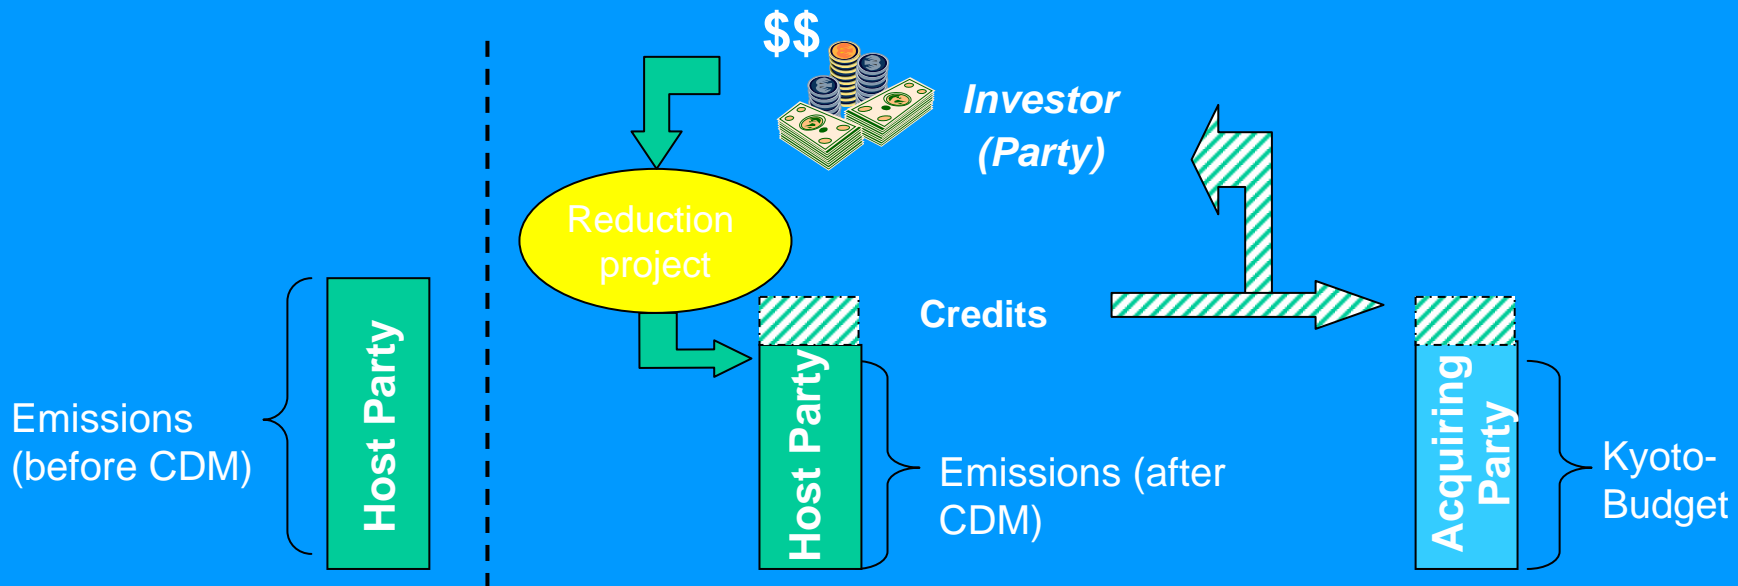 $$
Investor
(Party)
Reduction
project
Credits
Host Party
Emissions
(before CDM)
Host Party
Emissions (after
CDM)
Acquiring
Party
Kyoto-
Budget